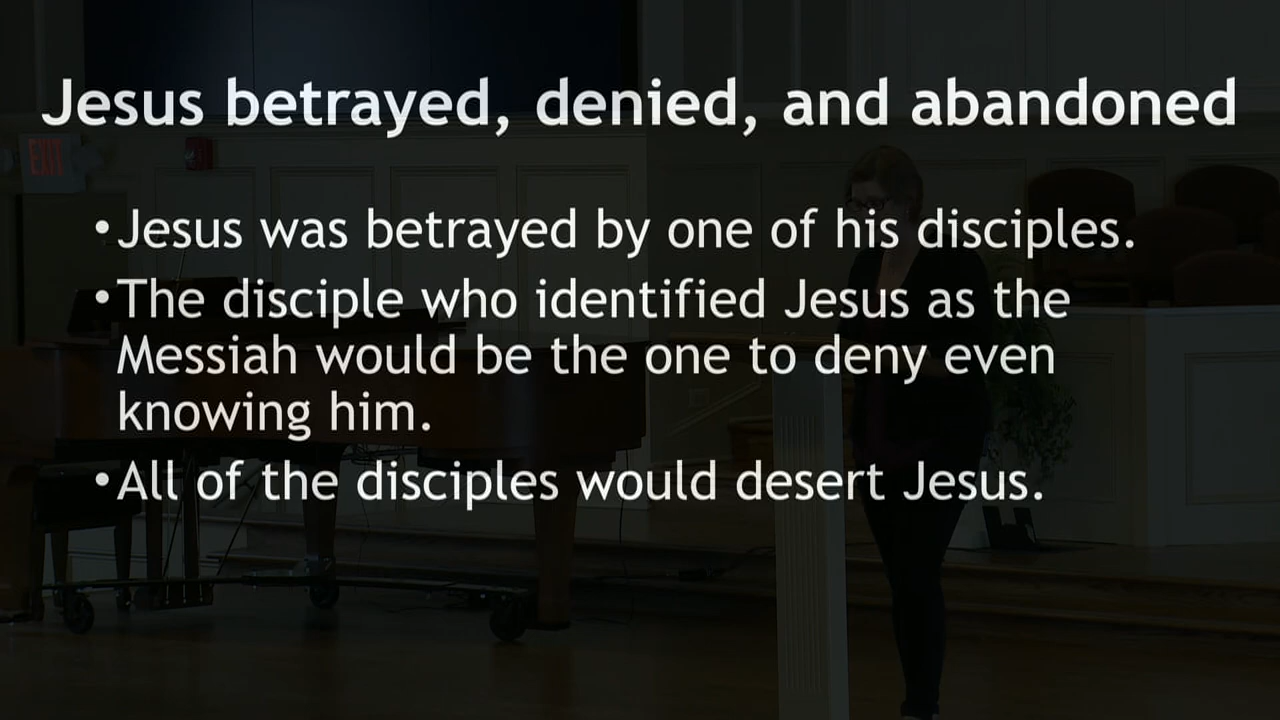 Jesus betrayed, denied, and abandoned
EXIT
•Jesus was betrayed by one of his disciples.
•The disciple who identified Jesus as the
Messiah would be the one to deny even
knowing him.
•All of the disciples would desert Jesus.